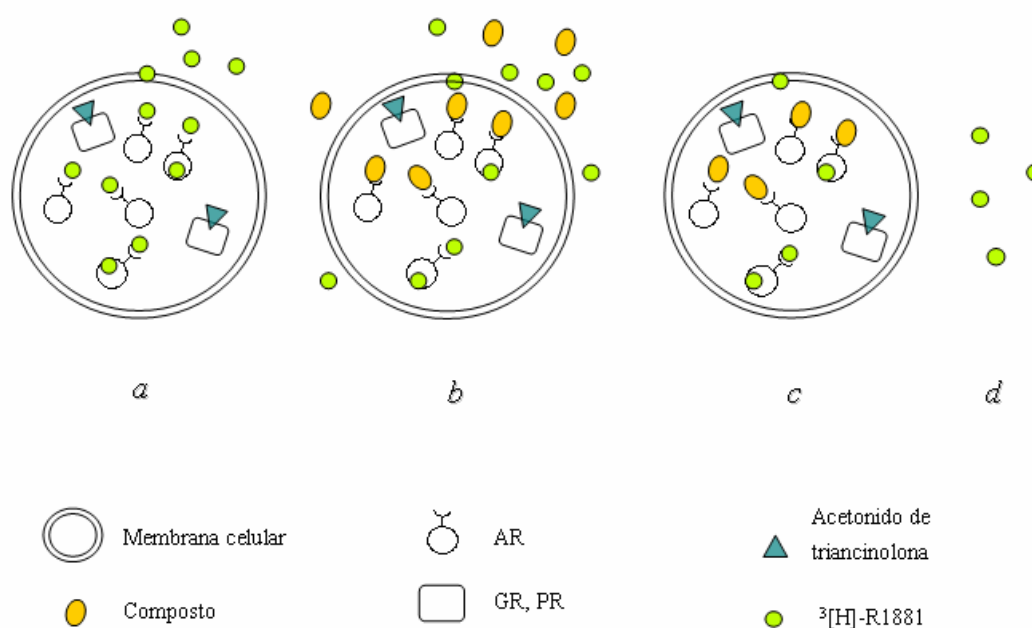 a
b
c
d
Membrana celular
AR
Acetonido de
triancinolona
Composto
GR, PR
³[H]-R1881